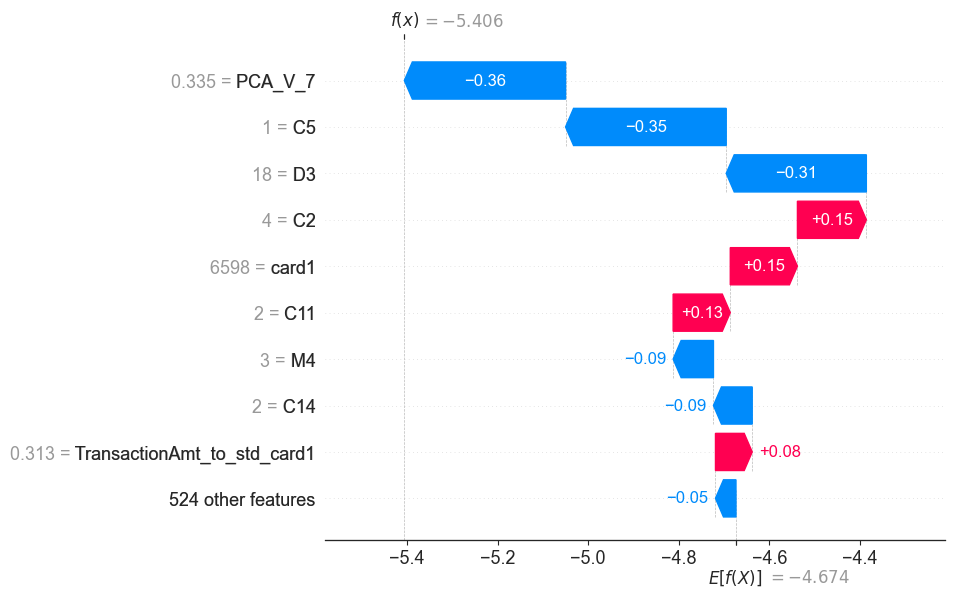 f(x) = −5.406
0.335 = PCA_V_7 −0.36
1 = C5 −0.35
18 = D3 −0.31
4 = C2 +0.15
6598 = card1 +0.15
2 = C11 +0.13
3 = M4 −0.09
2 = C14 −0.09
0.313 = TransactionAmt_to_std_card1 +0.08
524 other features −0.05
−5.4 −5.2 −5.0 −4.8 −4.6 −4.4
E[f(X)] = −4.674